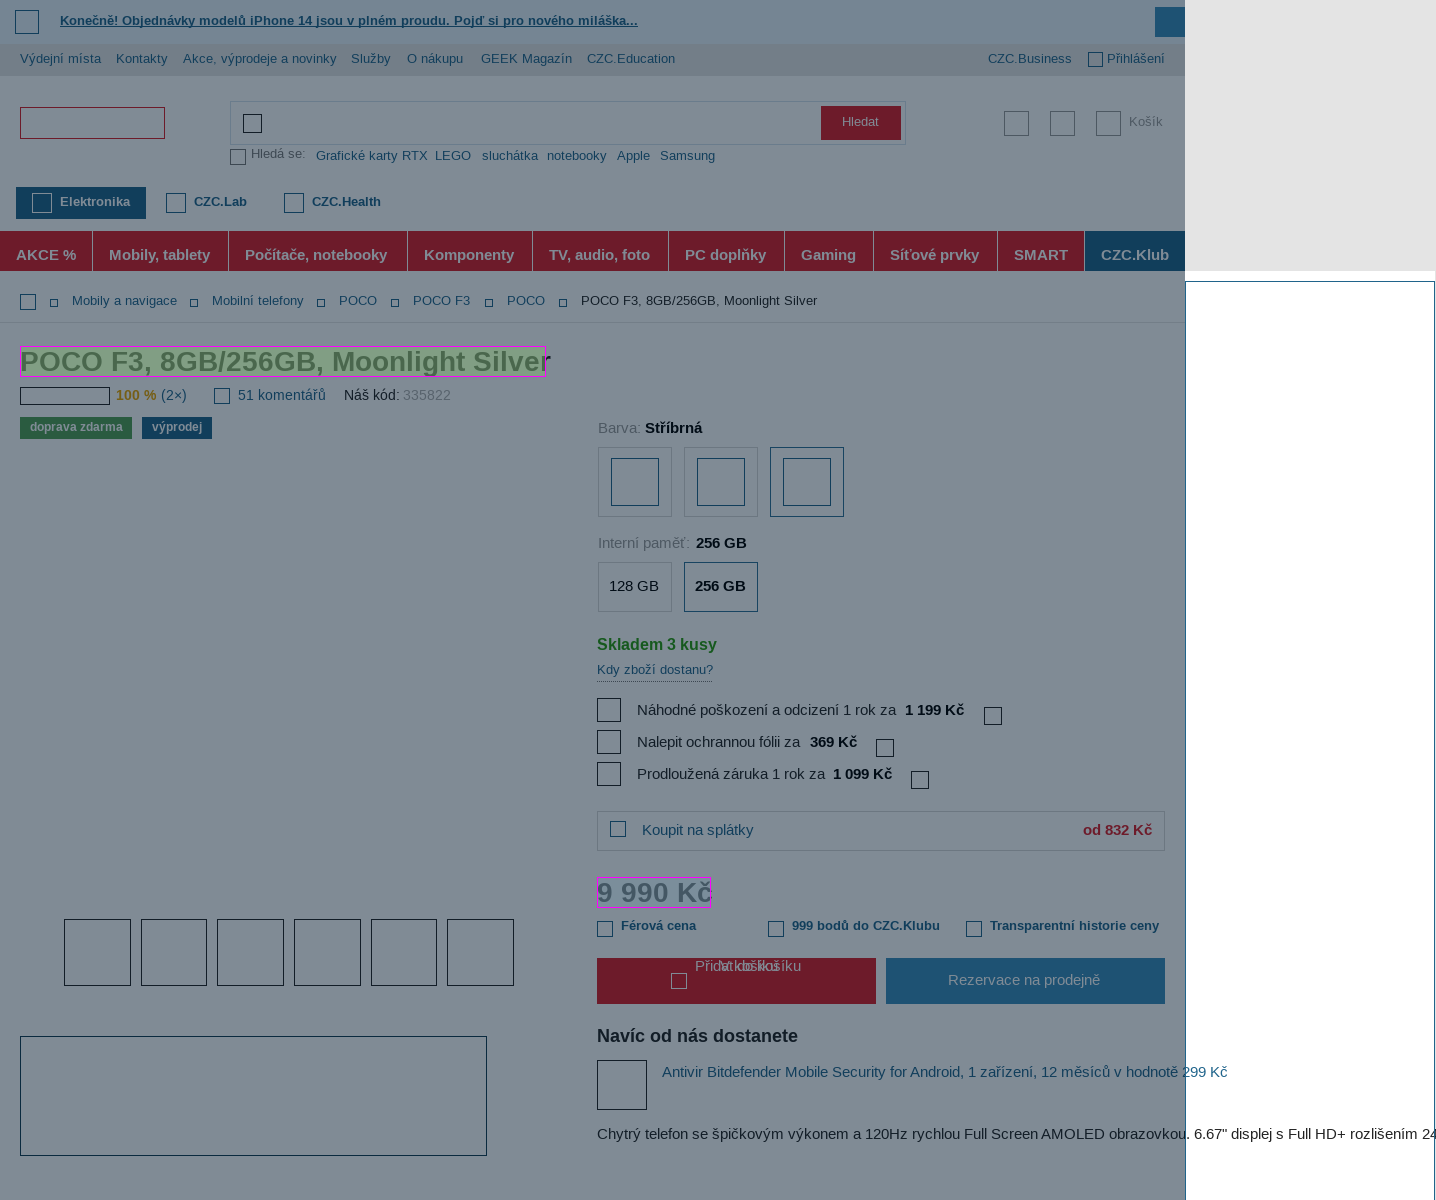 Konečně! Objednávky modelů iPhone 14 jsou v plném proudu. Pojď si pro nového miláška...
Výdejní místa Kontakty Akce, výprodeje a novinky Služby O nákupu GEEK Magazín CZC.Education CZC.Business Přihlášení
Hledat Košík
Hledá se: Grafické karty RTX LEGO sluchátka notebooky Apple Samsung
Elektronika CZC.Lab CZC.Health
AKCE % Mobily, tablety Počítače, notebooky Komponenty TV, audio, foto PC doplňky Gaming Síťové prvky SMART CZC.Klub
Mobily a navigace Mobilní telefony POCO POCO F3 POCO POCO F3, 8GB/256GB, Moonlight Silver
POCO F3, 8GB/256GB, Moonlight Silver
100 % (2×) 51 komentářů Náš kód: 335822
doprava zdarma výprodej
Barva: Stříbrná
Interní paměť: 256 GB
128 GB 256 GB
Skladem 3 kusy
Kdy zboží dostanu?
Náhodné poškození a odcizení 1 rok za 1 199 Kč
Nalepit ochrannou fólii za 369 Kč
Prodloužená záruka 1 rok za 1 099 Kč
Koupit na splátky od 832 Kč
9 990 Kč
Férová cena 999 bodů do CZC.Klubu Transparentní historie ceny
Přidat do košíku
V košíku
Rezervace na prodejně
Navíc od nás dostanete
Antivir Bitdefender Mobile Security for Android, 1 zařízení, 12 měsíců v hodnotě 299 Kč
Chytrý telefon se špičkovým výkonem a 120Hz rychlou Full Screen AMOLED obrazovkou. 6.67" displej s Full HD+ rozlišením 24